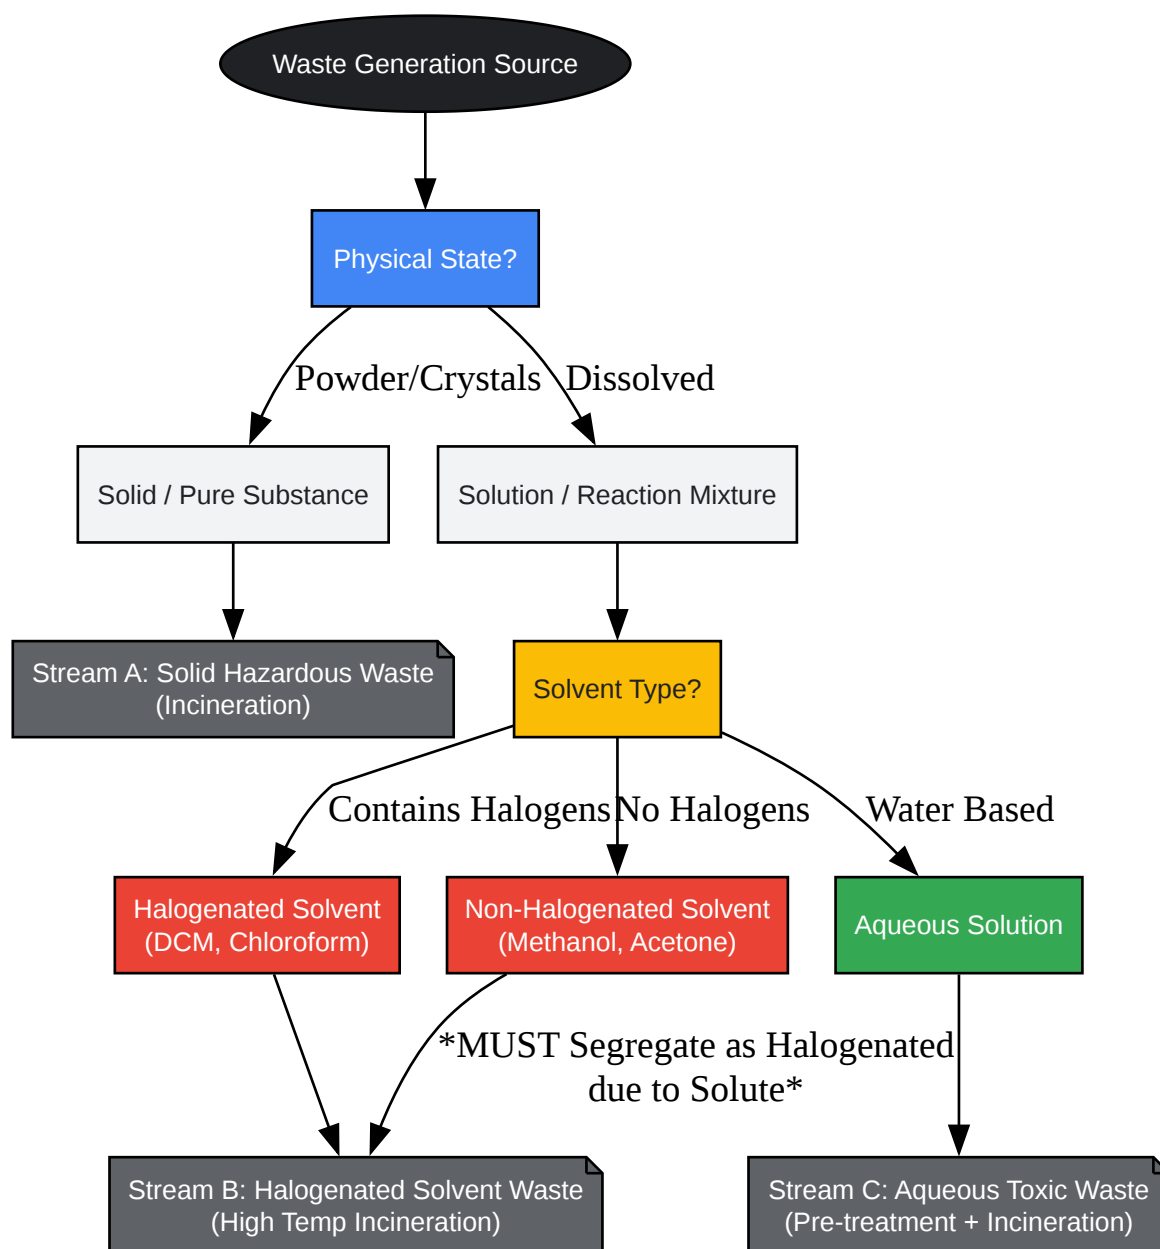 Waste Generation Source
Physical State?
Powder/Crystals
Dissolved
Solid / Pure Substance
Solution / Reaction Mixture
Stream A: Solid Hazardous Waste
(Incineration)
Solvent Type?
Contains Halogens
No Halogens
Water Based
Halogenated Solvent
(DCM, Chloroform)
Non-Halogenated Solvent
(Methanol, Acetone)
Aqueous Solution
*MUST Segregate as Halogenated
due to Solute*
Stream B: Halogenated Solvent Waste
(High Temp Incineration)
Stream C: Aqueous Toxic Waste
(Pre-treatment + Incineration)